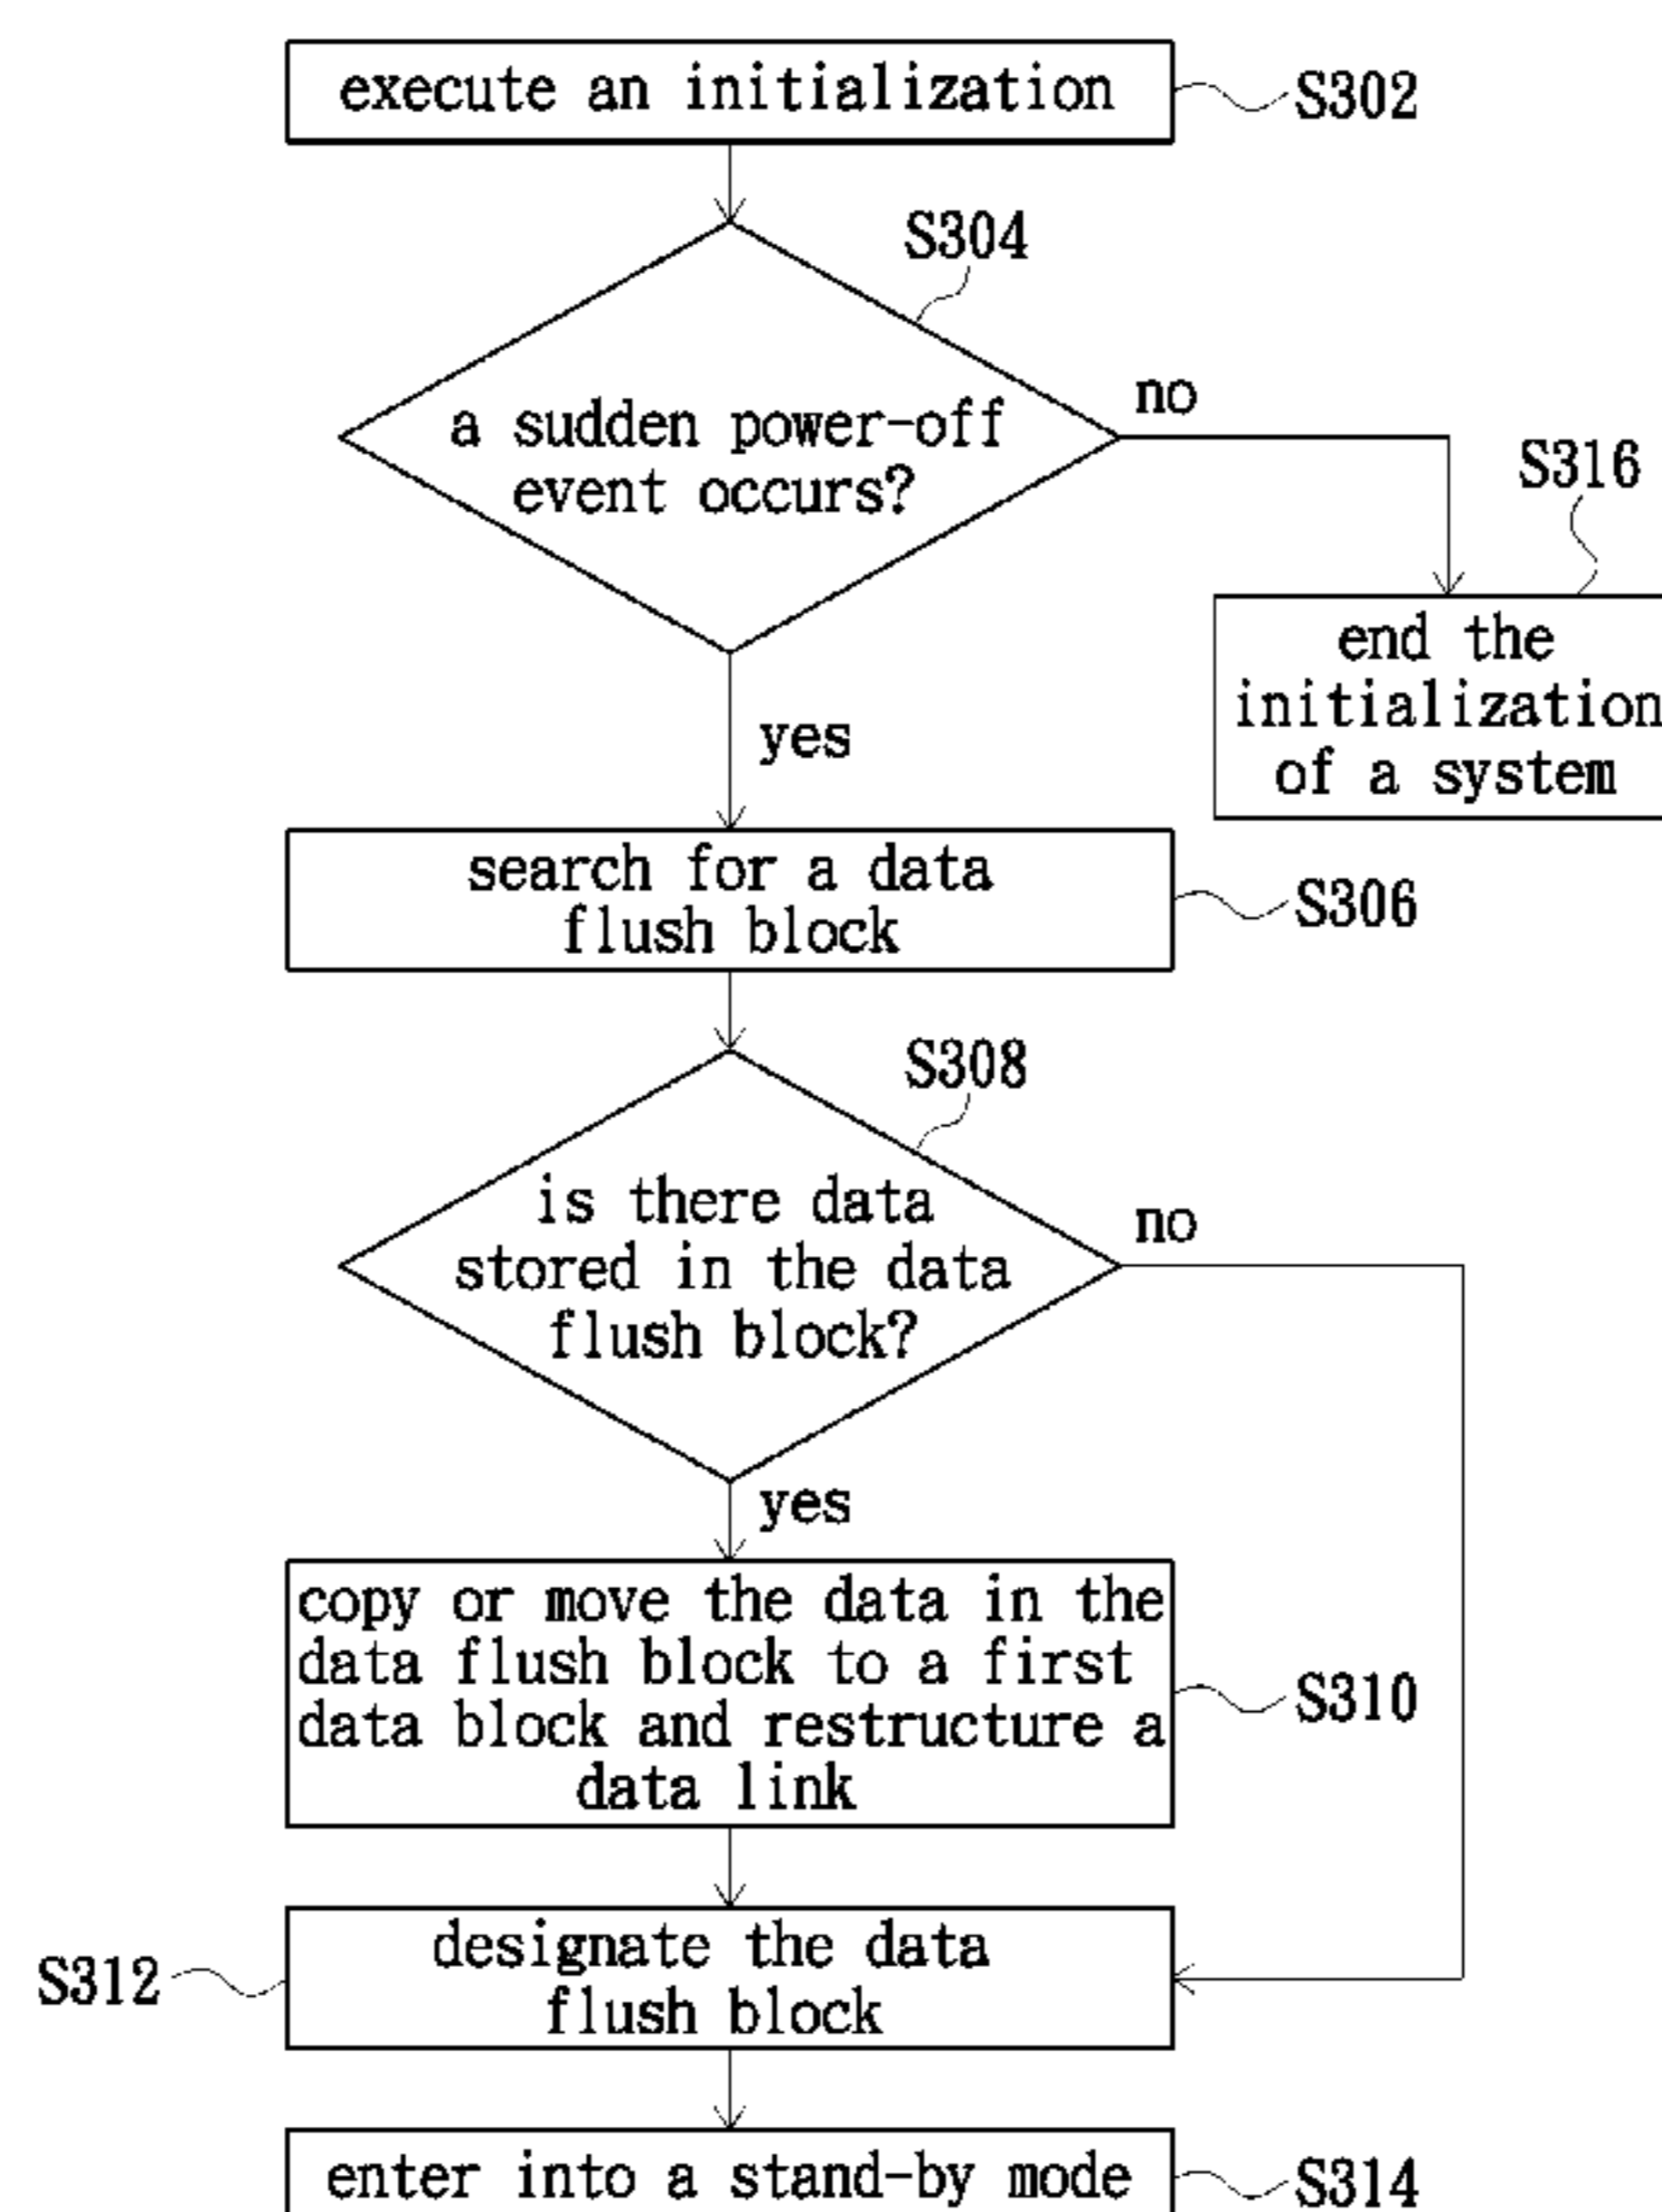 execute an initialization
S302
S304
a sudden power-off
event occurs?
no
S316
end the
initialization
of a system
yes
search for a data
flush block
S306
S308
is there data
stored in the data
flush block?
no
yes
copy or move the data in the
data flush block to a first
data block and restructure a
data link
S310
S312
designate the data
flush block
enter into a stand-by mode
S314